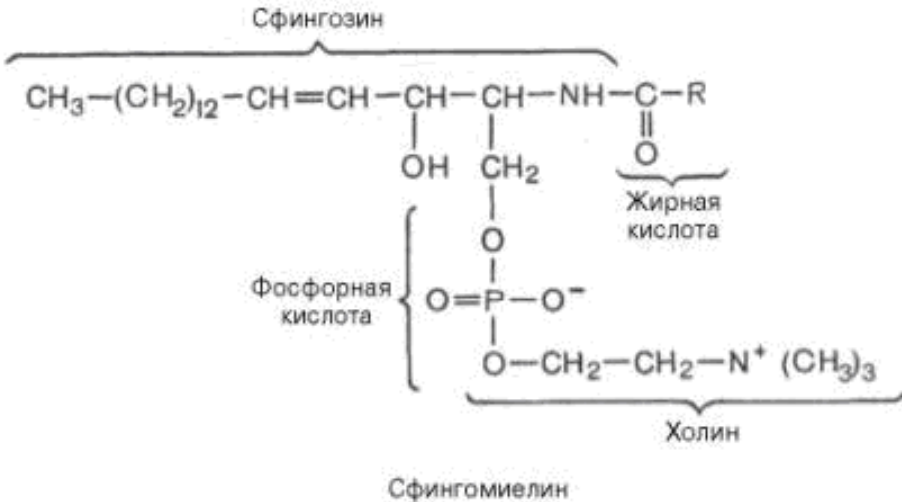 Сфингозин
CH₃—(CH₂)₁₂—CH=CH—CH—CH—NH—C—R
OH CH₂ O
Жирная
кислота
O
Фосфорная
кислота
O=P—O⁻
O—CH₂—CH₂—N⁺ (CH₃)₃
Холин
Сфингомиелин